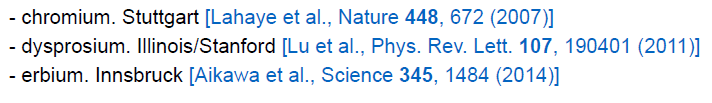 - chromium. Stuttgart [Lahaye et al., Nature 448, 672 (2007)]
- dysprosium. Illinois/Stanford [Lu et al., Phys. Rev. Lett. 107, 190401 (2011)]
- erbium. Innsbruck [Aikawa et al., Science 345, 1484 (2014)]